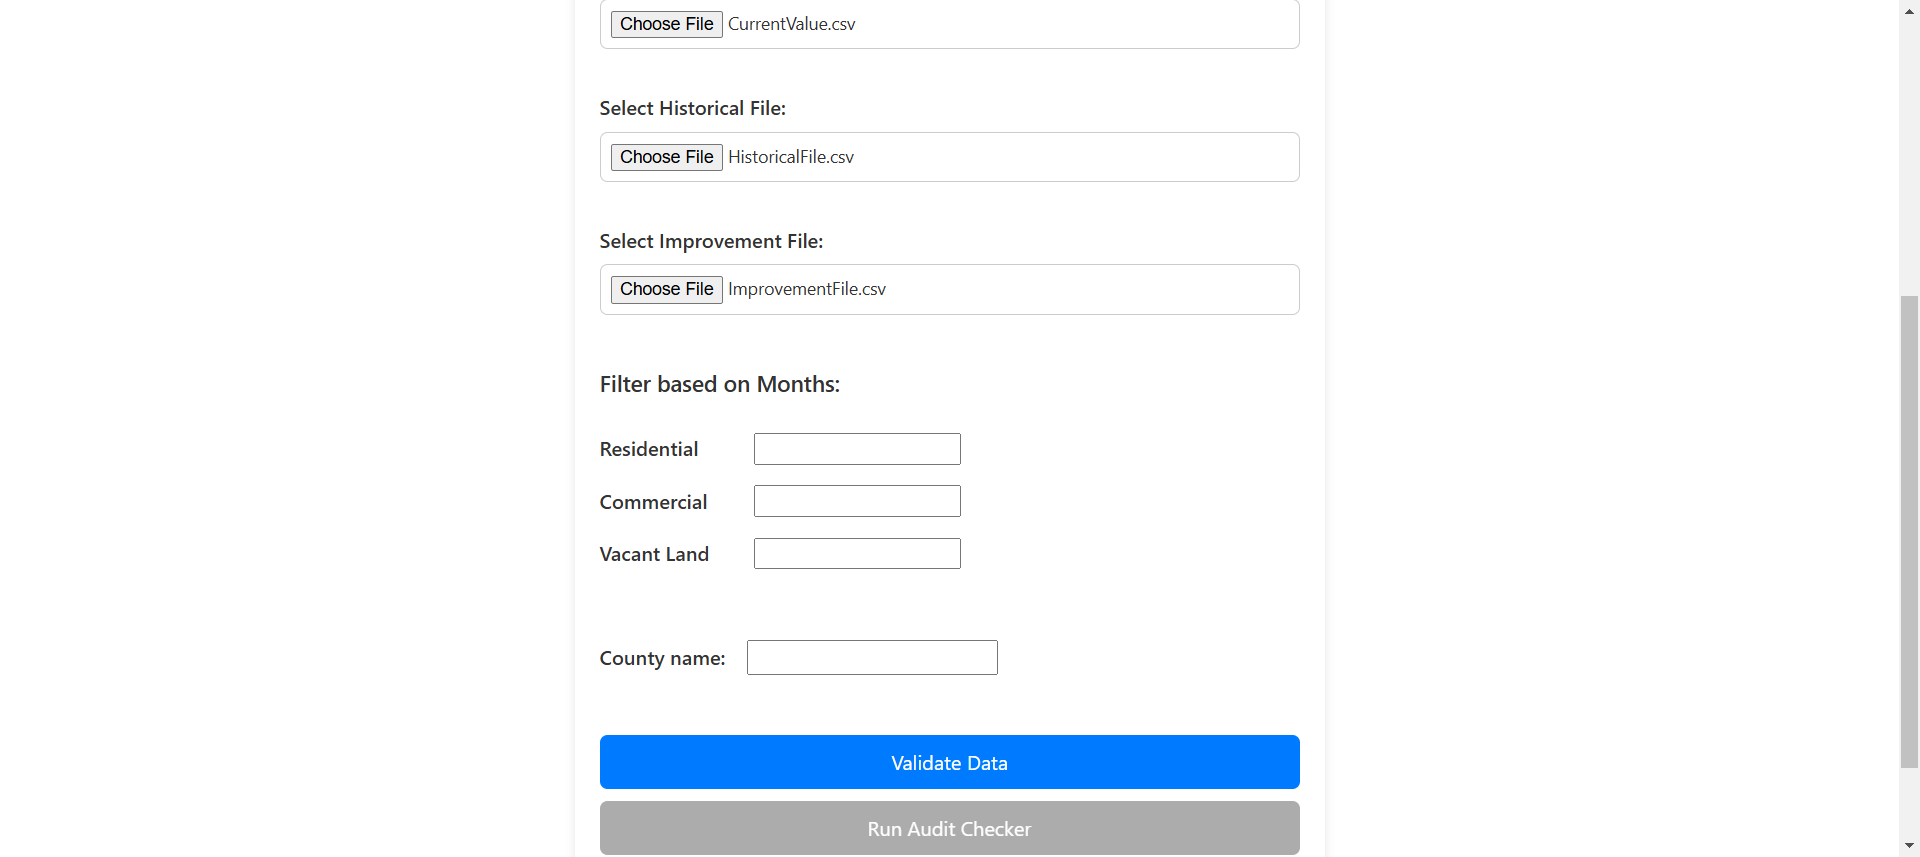 Choose File CurrentValue.csv
Select Historical File:
Choose File HistoricalFile.csv
Select Improvement File:
Choose File ImprovementFile.csv
Filter based on Months:
Residential
Commercial
Vacant Land
County name:
Validate Data
Run Audit Checker